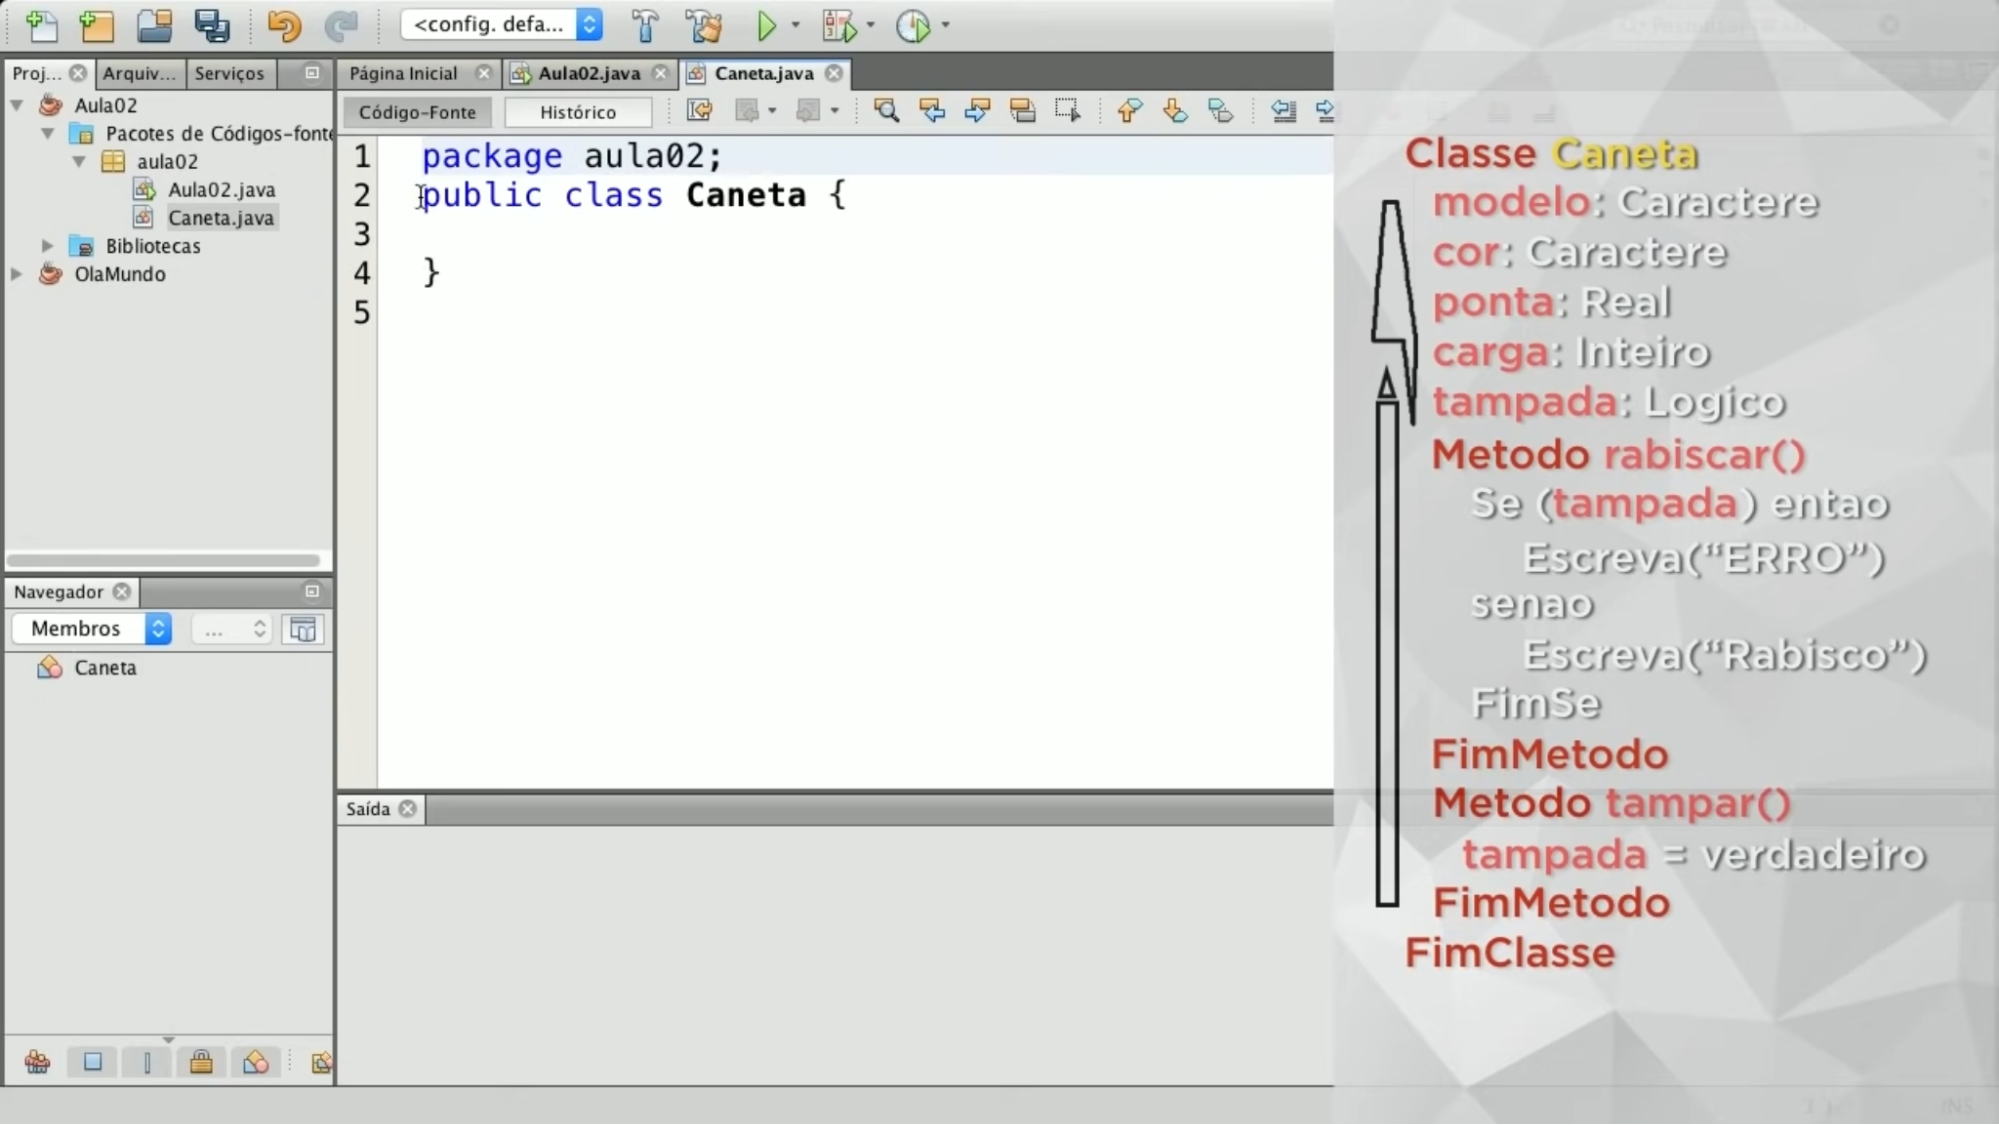 <config. defa...
Proj...
Arquiv...
Serviços
Página Inicial
Aula02.java
Caneta.java
Aula02
Pacotes de Códigos-fonte
aula02
Aula02.java
Caneta.java
Bibliotecas
OlaMundo
Código-Fonte
Histórico
1 package aula02;
2 public class Caneta {
3
4 }
5
Navegador
Membros
...
Caneta
Saída
Classe Caneta
modelo: Caractere
cor: Caractere
ponta: Real
carga: Inteiro
tampada: Logico
Metodo rabiscar()
Se (tampada) entao
Escreva(“ERRO”)
senao
Escreva(“Rabisco”)
FimSe
FimMetodo
Metodo tampar()
tampada = verdadeiro
FimMetodo
FimClasse
INS